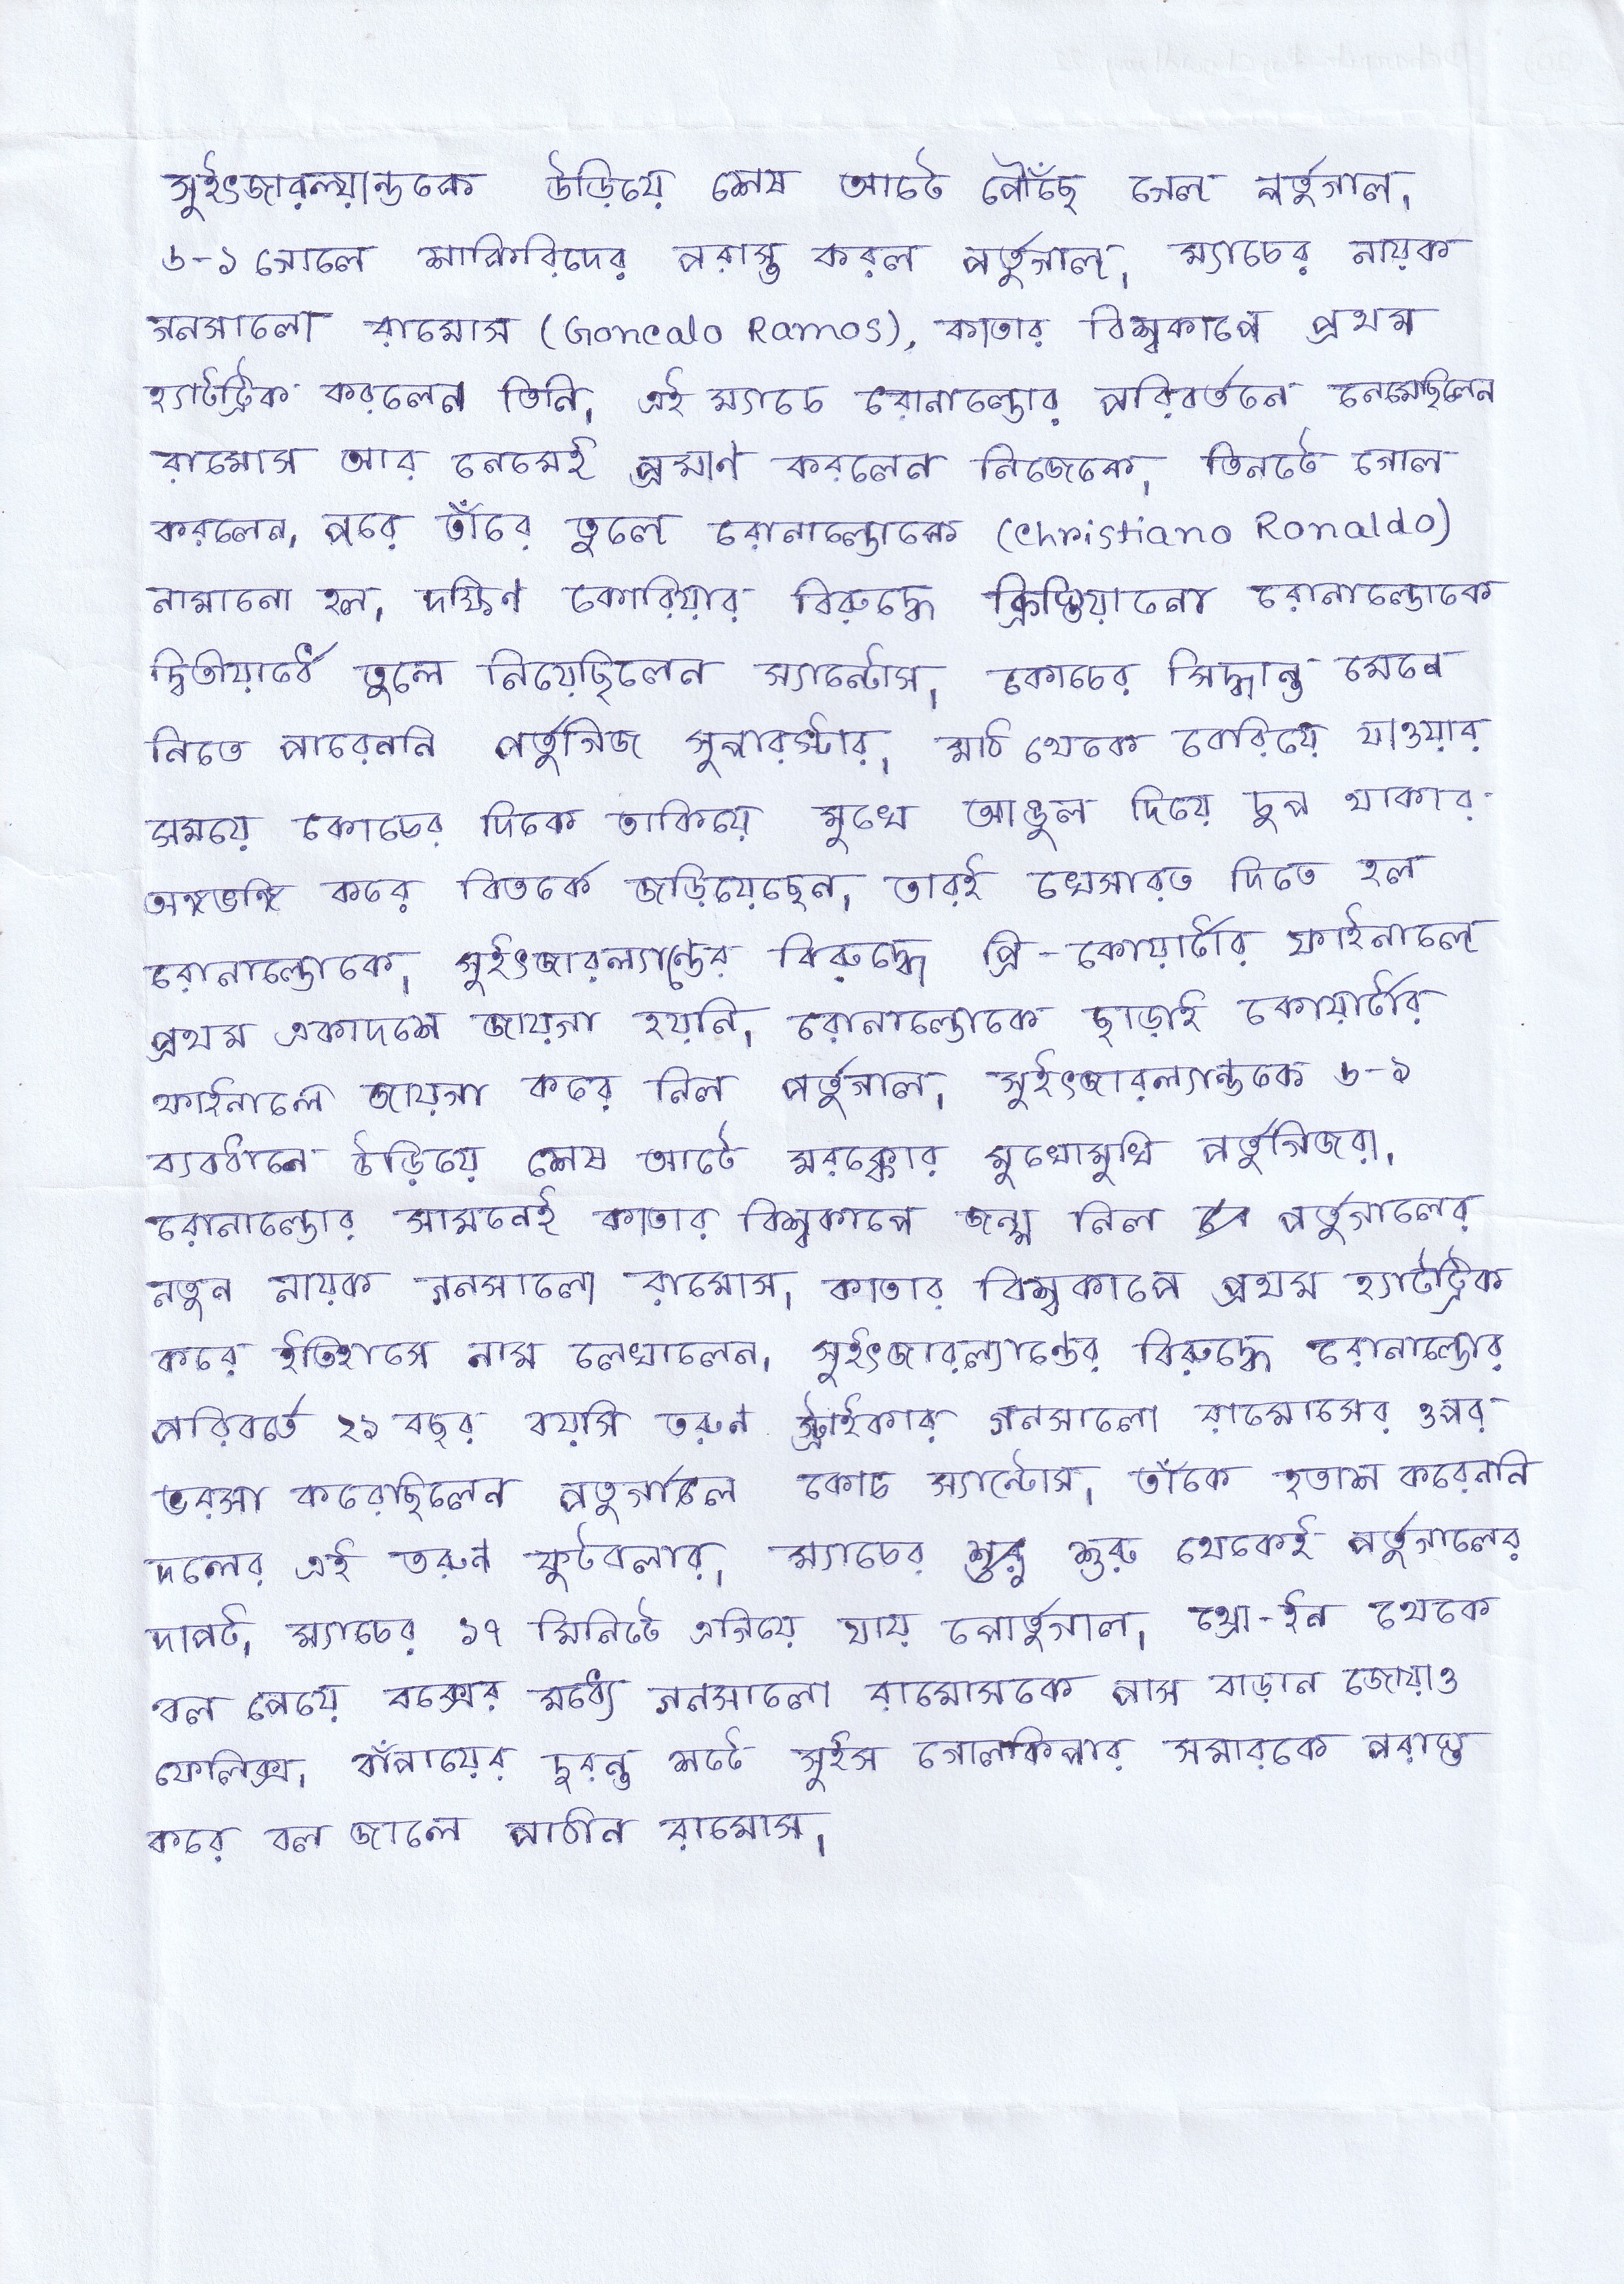 সুইৎজারল্যান্ডকে উড়িয়ে শেষ আটে পৌঁছে গেল পর্তুগাল।
৬-১ গোলে শাকিরিদের পরাস্ত করল পর্তুগাল। ম্যাচের নায়ক
গনসালো রামোস (Goncalo Ramos), কাতার বিশ্বকাপে প্রথম
হ্যাটট্রিক করলেন তিনি। এই ম্যাচে রোনাল্ডোর পরিবর্তনে নেমেছিলেন
রামোস আর নেমেই প্রমাণ করলেন নিজেকে। তিনটে গোল
করলেন, পরে তাঁরে তুলে রোনাল্ডোকে (Christiano Ronaldo)
নামানো হল। দক্ষিণ কোরিয়ার বিরুদ্ধে ক্রিশ্চিয়ানো রোনাল্ডোকে
দ্বিতীয়ার্ধে তুলে নিয়েছিলেন স্যান্টোস। কোচের সিদ্ধান্ত মেনে
নিতে পারেননি পর্তুগিজ সুপারস্টার। মাঠ থেকে বেরিয়ে যাওয়ার
সময়ে কোচের দিকে তাকিয়ে মুখে আঙুল দিয়ে চুপ থাকার
অঙ্গভঙ্গি করে বিতর্কে জড়িয়েছেন। তারই খেসারত দিতে হল
রোনাল্ডোকে। সুইৎজারল্যান্ডের বিরুদ্ধে প্রি-কোয়ার্টার ফাইনালে
প্রথম একাদশে জায়গা হয়নি। রোনাল্ডোকে ছাড়াই কোয়ার্টার
ফাইনালে জায়গা করে নিল পর্তুগাল। সুইৎজারল্যান্ডকে ৬-১
ব্যবধানে উড়িয়ে শেষ আটে মরক্কোর মুখোমুখি পর্তুগিজরা।
রোনাল্ডোর সামনেই কাতার বিশ্বকাপে জন্ম নিল পর্তুগালের
নতুন নায়ক গনসালো রামোস। কাতার বিশ্বকাপে প্রথম হ্যাটট্রিক
করে ইতিহাসে নাম লেখালেন। সুইৎজারল্যান্ডের বিরুদ্ধে রোনাল্ডোর
পরিবর্তে ২১ বছর বয়সি তরুণ স্ট্রাইকার গনসালো রামোসের ওপর
ভরসা করেছিলেন পতুর্গালে কোচ স্যান্টোস। তাঁকে হতাশ করেননি
দলের এই তরুণ ফুটবলার। ম্যাচের শুরু থেকেই পর্তুগালের
দাপট। ম্যাচের ১৭ মিনিটে এগিয়ে যায় পোর্তুগাল। থ্রো-ইন থেকে
বল পেয়ে বক্সের মধ্যে গনসালো রামোসকে পাস বাড়ান জোয়াও
ফেলিক্স। বাঁপায়ের দুরন্ত শটে সুইস গোলকিপার সমারকে পরাস্ত
করে বল জালে পাঠান রামোস।